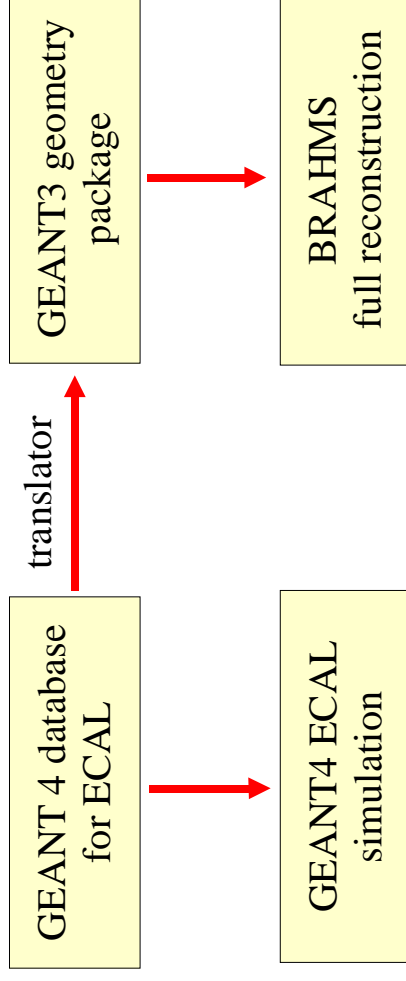 GEANT 4 database
for ECAL
translator
GEANT3 geometry
package
GEANT4 ECAL
simulation
BRAHMS
full reconstruction